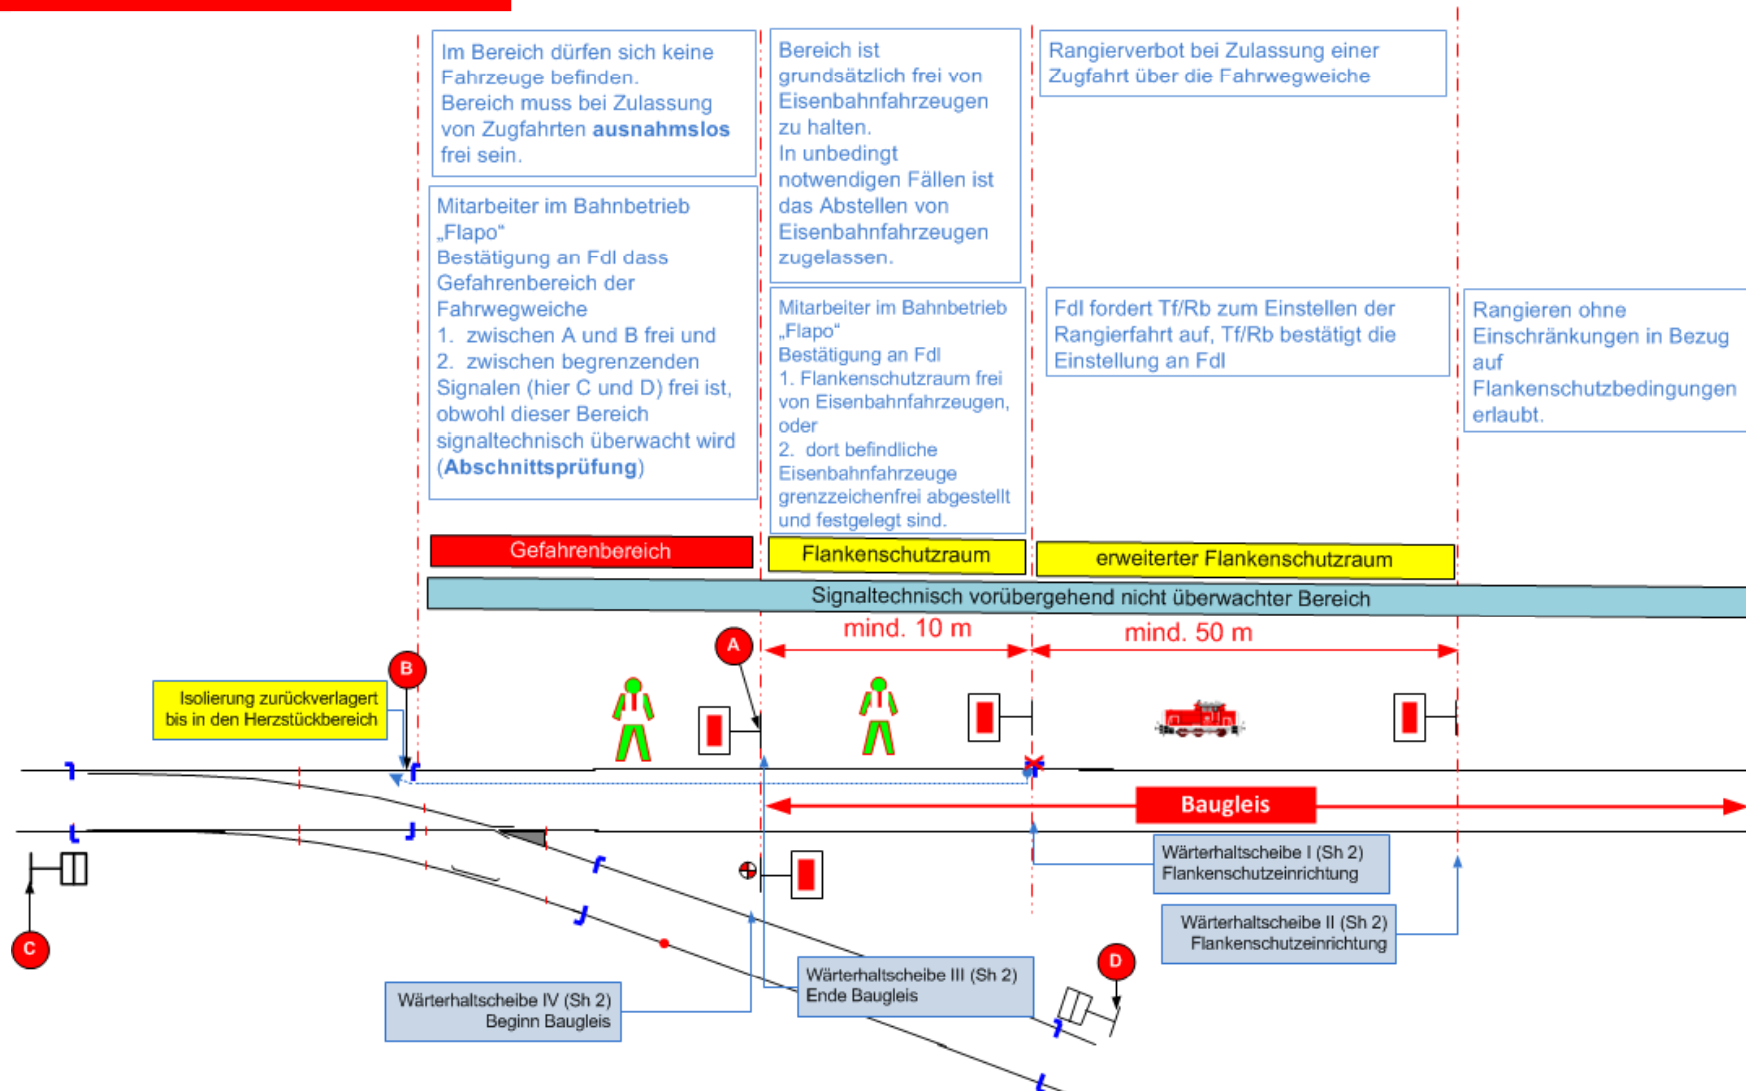 Im Bereich dürfen sich keine
Fahrzeuge befinden.
Bereich muss bei Zulassung
von Zugfahrten ausnahmslos
frei sein.
Bereich ist
grundsätzlich frei von
Eisenbahnfahrzeugen
zu halten.
In unbedingt
notwendigen Fällen ist
das Abstellen von
Eisenbahnfahrzeugen
zugelassen.
Rangierverbot bei Zulassung einer
Zugfahrt über die Fahrwegweiche
Mitarbeiter im Bahnbetrieb
„Flapo“
Bestätigung an Fdl dass
Gefahrenbereich der
Fahrwegweiche
1. zwischen A und B frei und
2. zwischen begrenzenden
Signalen (hier C und D) frei ist,
obwohl dieser Bereich
signaltechnisch überwacht wird
(Abschnittsprüfung)
Mitarbeiter im Bahnbetrieb
„Flapo“
Bestätigung an Fdl
1. Flankenschutzraum frei
von Eisenbahnfahrzeugen,
oder
2. dort befindliche
Eisenbahnfahrzeuge
grenzzeichenfrei abgestellt
und festgelegt sind.
Fdl fordert Tf/Rb zum Einstellen der
Rangierfahrt auf, Tf/Rb bestätigt die
Einstellung an Fdl
Rangieren ohne
Einschränkungen in Bezug
auf
Flankenschutzbedingungen
erlaubt.
Gefahrenbereich
Flankenschutzraum
erweiterter Flankenschutzraum
Signaltechnisch vorübergehend nicht überwachter Bereich
mind. 10 m
mind. 50 m
A
B
Isolierung zurückverlagert
bis in den Herzstückbereich
Baugleis
Wärterhaltscheibe I (Sh 2)
Flankenschutzeinrichtung
Wärterhaltscheibe II (Sh 2)
Flankenschutzeinrichtung
C
D
Wärterhaltscheibe III (Sh 2)
Ende Baugleis
Wärterhaltscheibe IV (Sh 2)
Beginn Baugleis